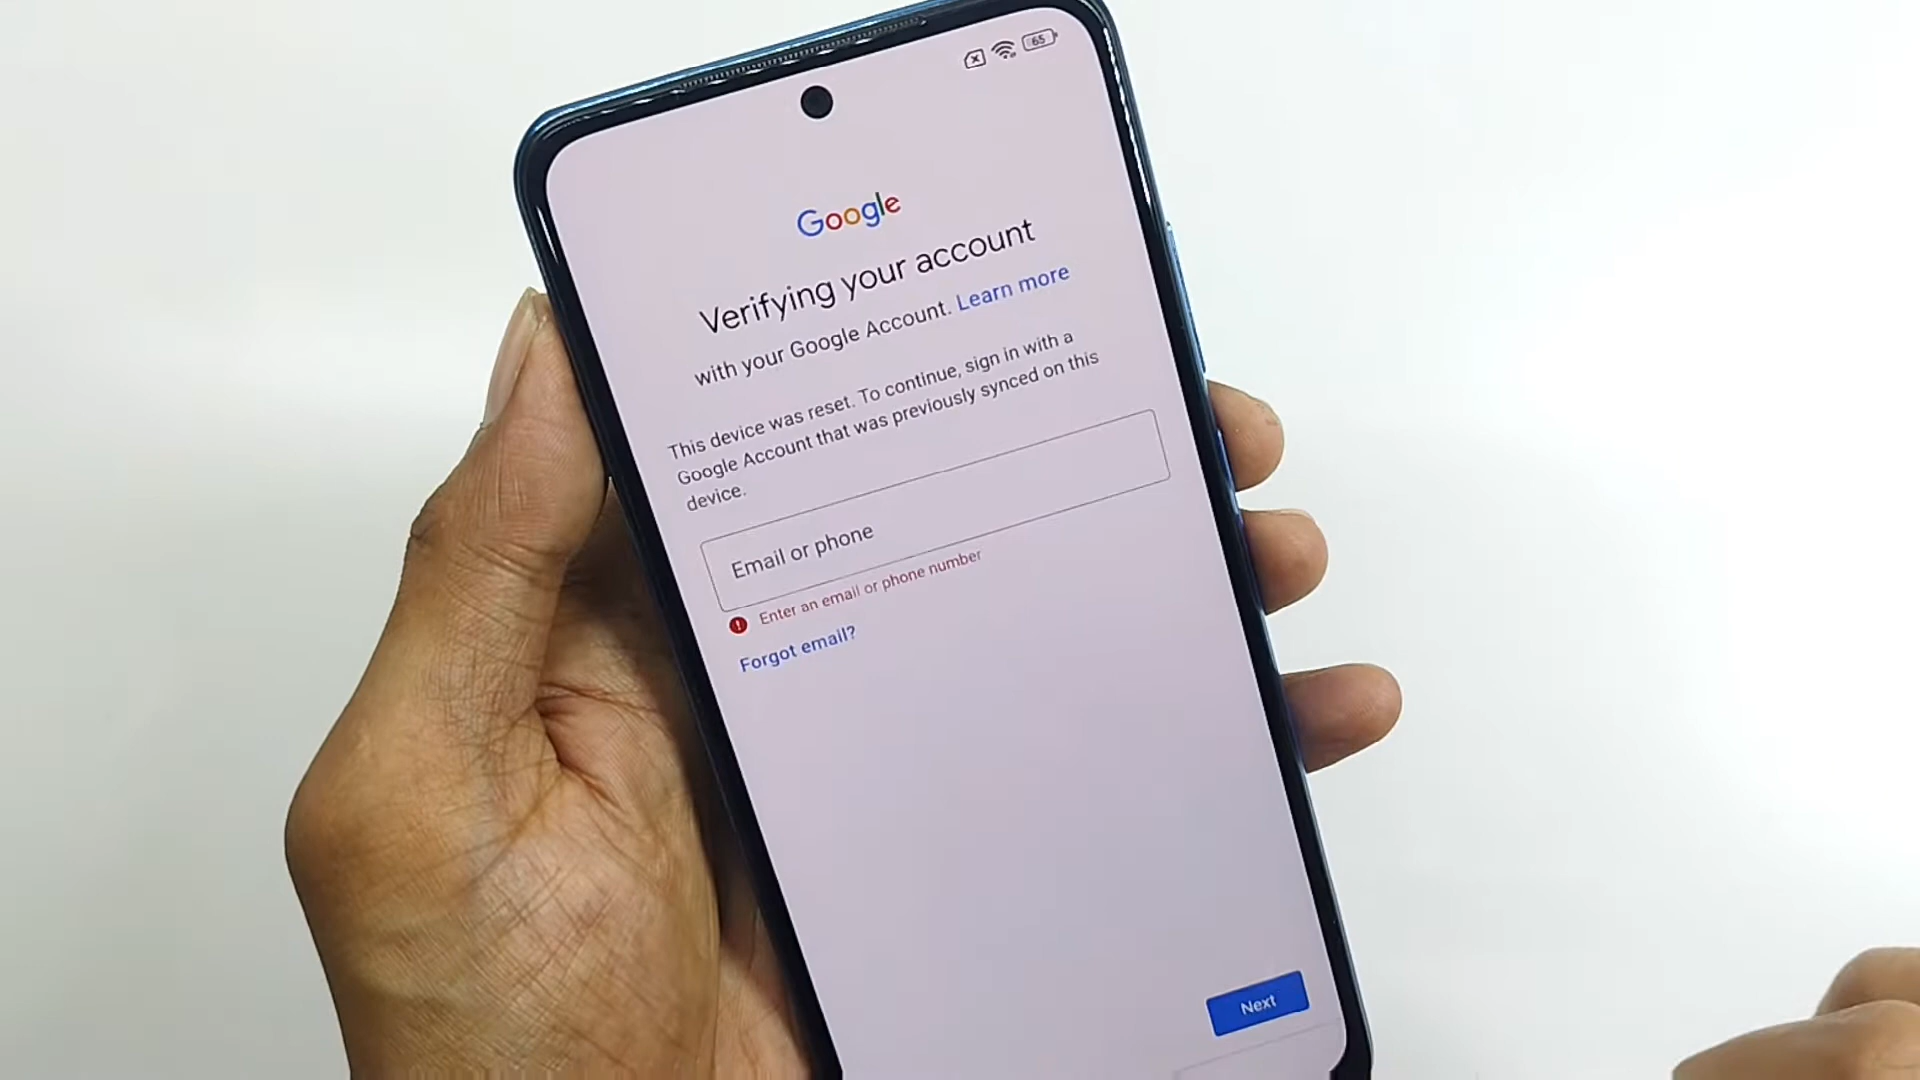 65
Google
Verifying your account
with your Google Account. Learn more
This device was reset. To continue, sign in with a
Google Account that was previously synced on this
device.
Email or phone
Enter an email or phone number
Forgot email?
Next